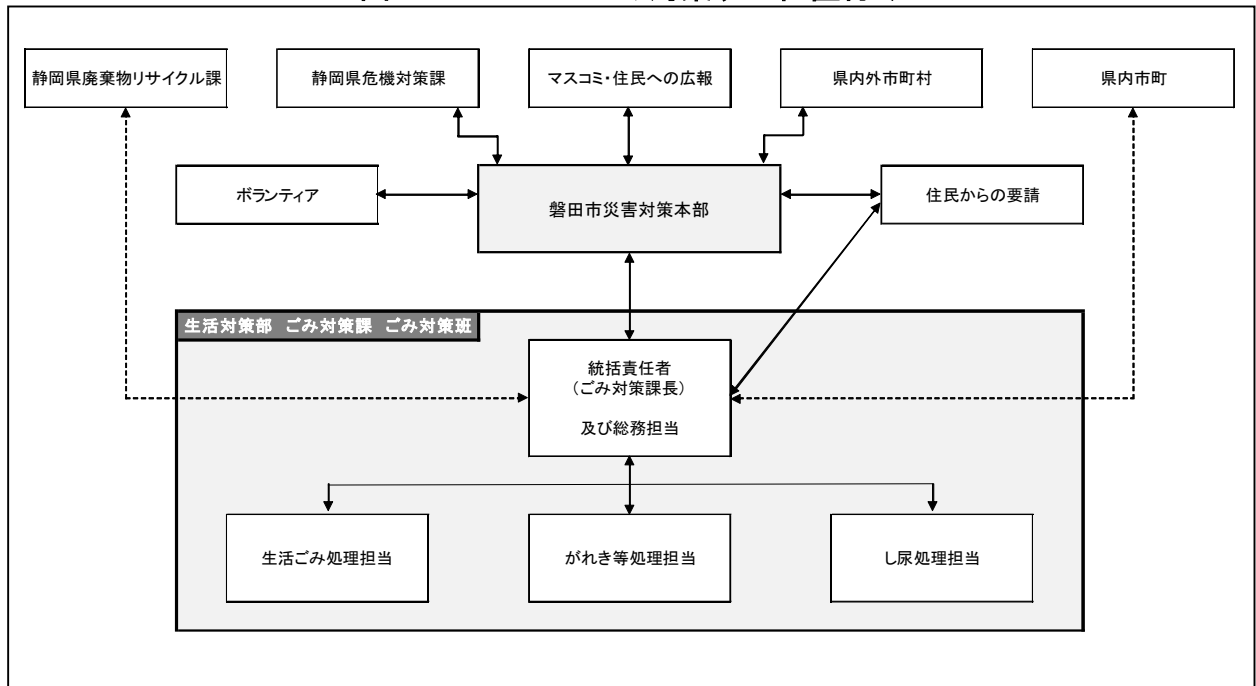 静岡県廃棄物リサイクル課
静岡県危機対策課
マスコミ・住民への広報
県内外市町村
県内市町
ボランティア
磐田市災害対策本部
住民からの要請
生活対策部 ごみ対策課 ごみ対策班
統括責任者
(ごみ対策課長)
及び総務担当
生活ごみ処理担当
がれき等処理担当
し尿処理担当